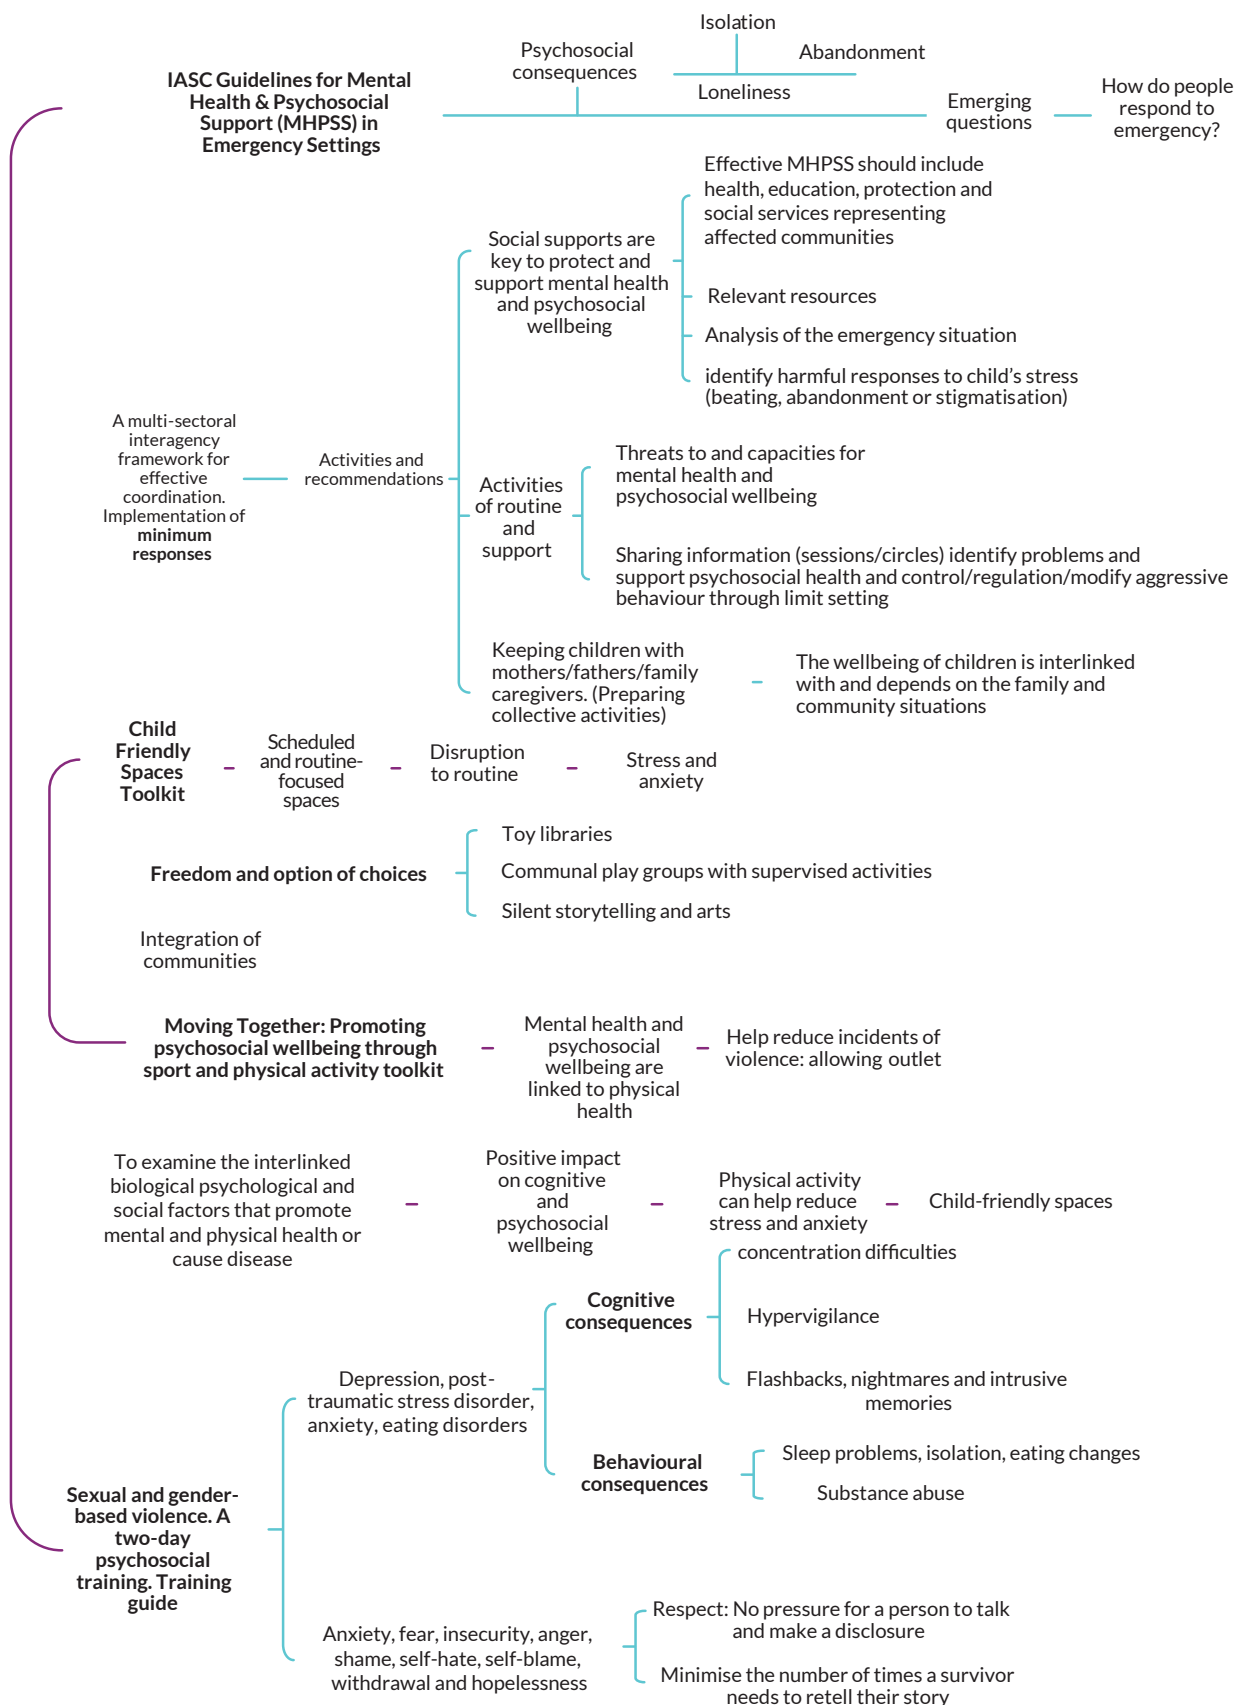 Isolation
Psychosocial
consequences
Abandonment
Loneliness
IASC Guidelines for Mental
Health & Psychosocial
Support (MHPSS) in
Emergency Settings
Emerging
questions
How do people
respond to
emergency?
Effective MHPSS should include
health, education, protection and
social services representing
affected communities
Social supports are
key to protect and
support mental health
and psychosocial
wellbeing
Relevant resources
Analysis of the emergency situation
identify harmful responses to child's stress
(beating, abandonment or stigmatisation)
A multi-sectoral
interagency
framework for
effective
coordination.
Implementation of
minimum
responses
Activities and
recommendations
Activities
of routine
and
support
Threats to and capacities for
mental health and
psychosocial wellbeing
Sharing information (sessions/circles) identify problems and
support psychosocial health and control/regulation/modify aggressive
behaviour through limit setting
Keeping children with
mothers/fathers/family
caregivers. (Preparing
collective activities)
The wellbeing of children is interlinked
with and depends on the family and
community situations
Child
Friendly
Spaces
Toolkit
Scheduled
and routine-
focused
spaces
Disruption
to routine
Stress and
anxiety
Freedom and option of choices
Toy libraries
Communal play groups with supervised activities
Silent storytelling and arts
Integration of
communities
Moving Together: Promoting
psychosocial wellbeing through
sport and physical activity toolkit
Mental health and
psychosocial
wellbeing are
linked to physical
health
Help reduce incidents of
violence: allowing outlet
To examine the interlinked
biological psychological and
social factors that promote
mental and physical health or
cause disease
Positive impact
on cognitive
and
psychosocial
wellbeing
Physical activity
can help reduce
stress and anxiety
Child-friendly spaces
Cognitive
consequences
concentration difficulties
Hypervigilance
Flashbacks, nightmares and intrusive
memories
Depression, post-
traumatic stress disorder,
anxiety, eating disorders
Behavioural
consequences
Sleep problems, isolation, eating changes
Substance abuse
Sexual and gender-
based violence. A
two-day
psychosocial
training. Training
guide
Anxiety, fear, insecurity, anger,
shame, self-hate, self-blame,
withdrawal and hopelessness
Respect: No pressure for a person to talk
and make a disclosure
Minimise the number of times a survivor
needs to retell their story